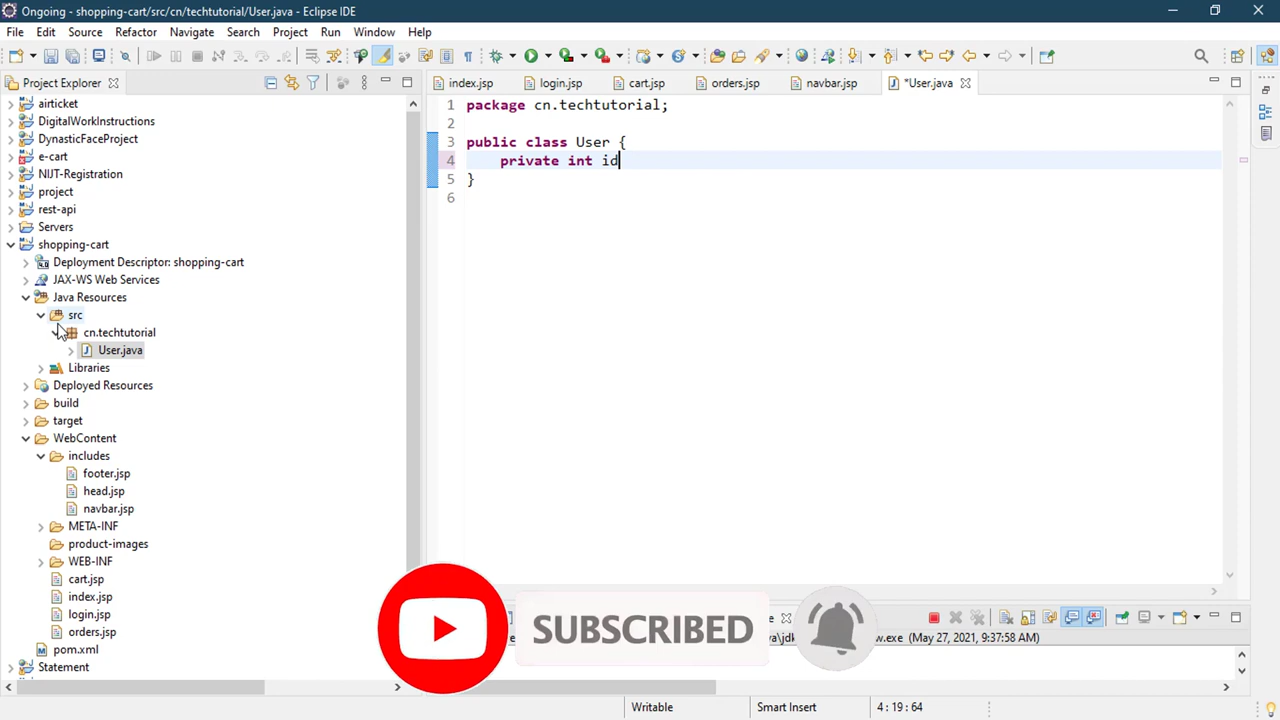 Ongoing - shopping-cart/src/cn/techtutorial/User.java - Eclipse IDE
File Edit Source Refactor Navigate Search Project Run Window Help
Project Explorer
index.jsp login.jsp cart.jsp orders.jsp navbar.jsp *User.java
airticket
DigitalWorkInstructions
DynasticFaceProject
e-cart
NIJT-Registration
project
rest-api
Servers
shopping-cart
Deployment Descriptor: shopping-cart
JAX-WS Web Services
Java Resources
src
cn.techtutorial
User.java
Libraries
Deployed Resources
build
target
WebContent
includes
footer.jsp
head.jsp
navbar.jsp
META-INF
product-images
WEB-INF
cart.jsp
index.jsp
login.jsp
orders.jsp
pom.xml
Statement
1 package cn.techtutorial;
2
3 public class User {
4 private int id
5 }
6
SUBSCRIBED
w.exe (May 27, 2021, 9:37:58 AM)
Writable Smart Insert 4 : 19 : 64